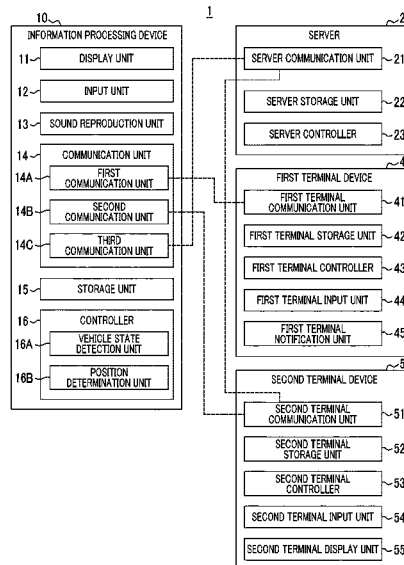 1
10
INFORMATION PROCESSING DEVICE
11
DISPLAY UNIT
12
INPUT UNIT
13
SOUND REPRODUCTION UNIT
14
COMMUNICATION UNIT
14A
FIRST
COMMUNICATION UNIT
14B
SECOND
COMMUNICATION UNIT
14C
THIRD
COMMUNICATION UNIT
15
STORAGE UNIT
16
CONTROLLER
16A
VEHICLE STATE
DETECTION UNIT
16B
POSITION
DETERMINATION UNIT
SERVER
SERVER COMMUNICATION UNIT
21
SERVER STORAGE UNIT
22
SERVER CONTROLLER
23
FIRST TERMINAL DEVICE
FIRST TERMINAL
COMMUNICATION UNIT
41
FIRST TERMINAL STORAGE UNIT
42
FIRST TERMINAL CONTROLLER
43
FIRST TERMINAL INPUT UNIT
44
FIRST TERMINAL
NOTIFICATION UNIT
45
SECOND TERMINAL DEVICE
SECOND TERMINAL
COMMUNICATION UNIT
51
SECOND TERMINAL
STORAGE UNIT
52
SECOND TERMINAL
CONTROLLER
53
SECOND TERMINAL INPUT UNIT
54
SECOND TERMINAL DISPLAY UNIT
55